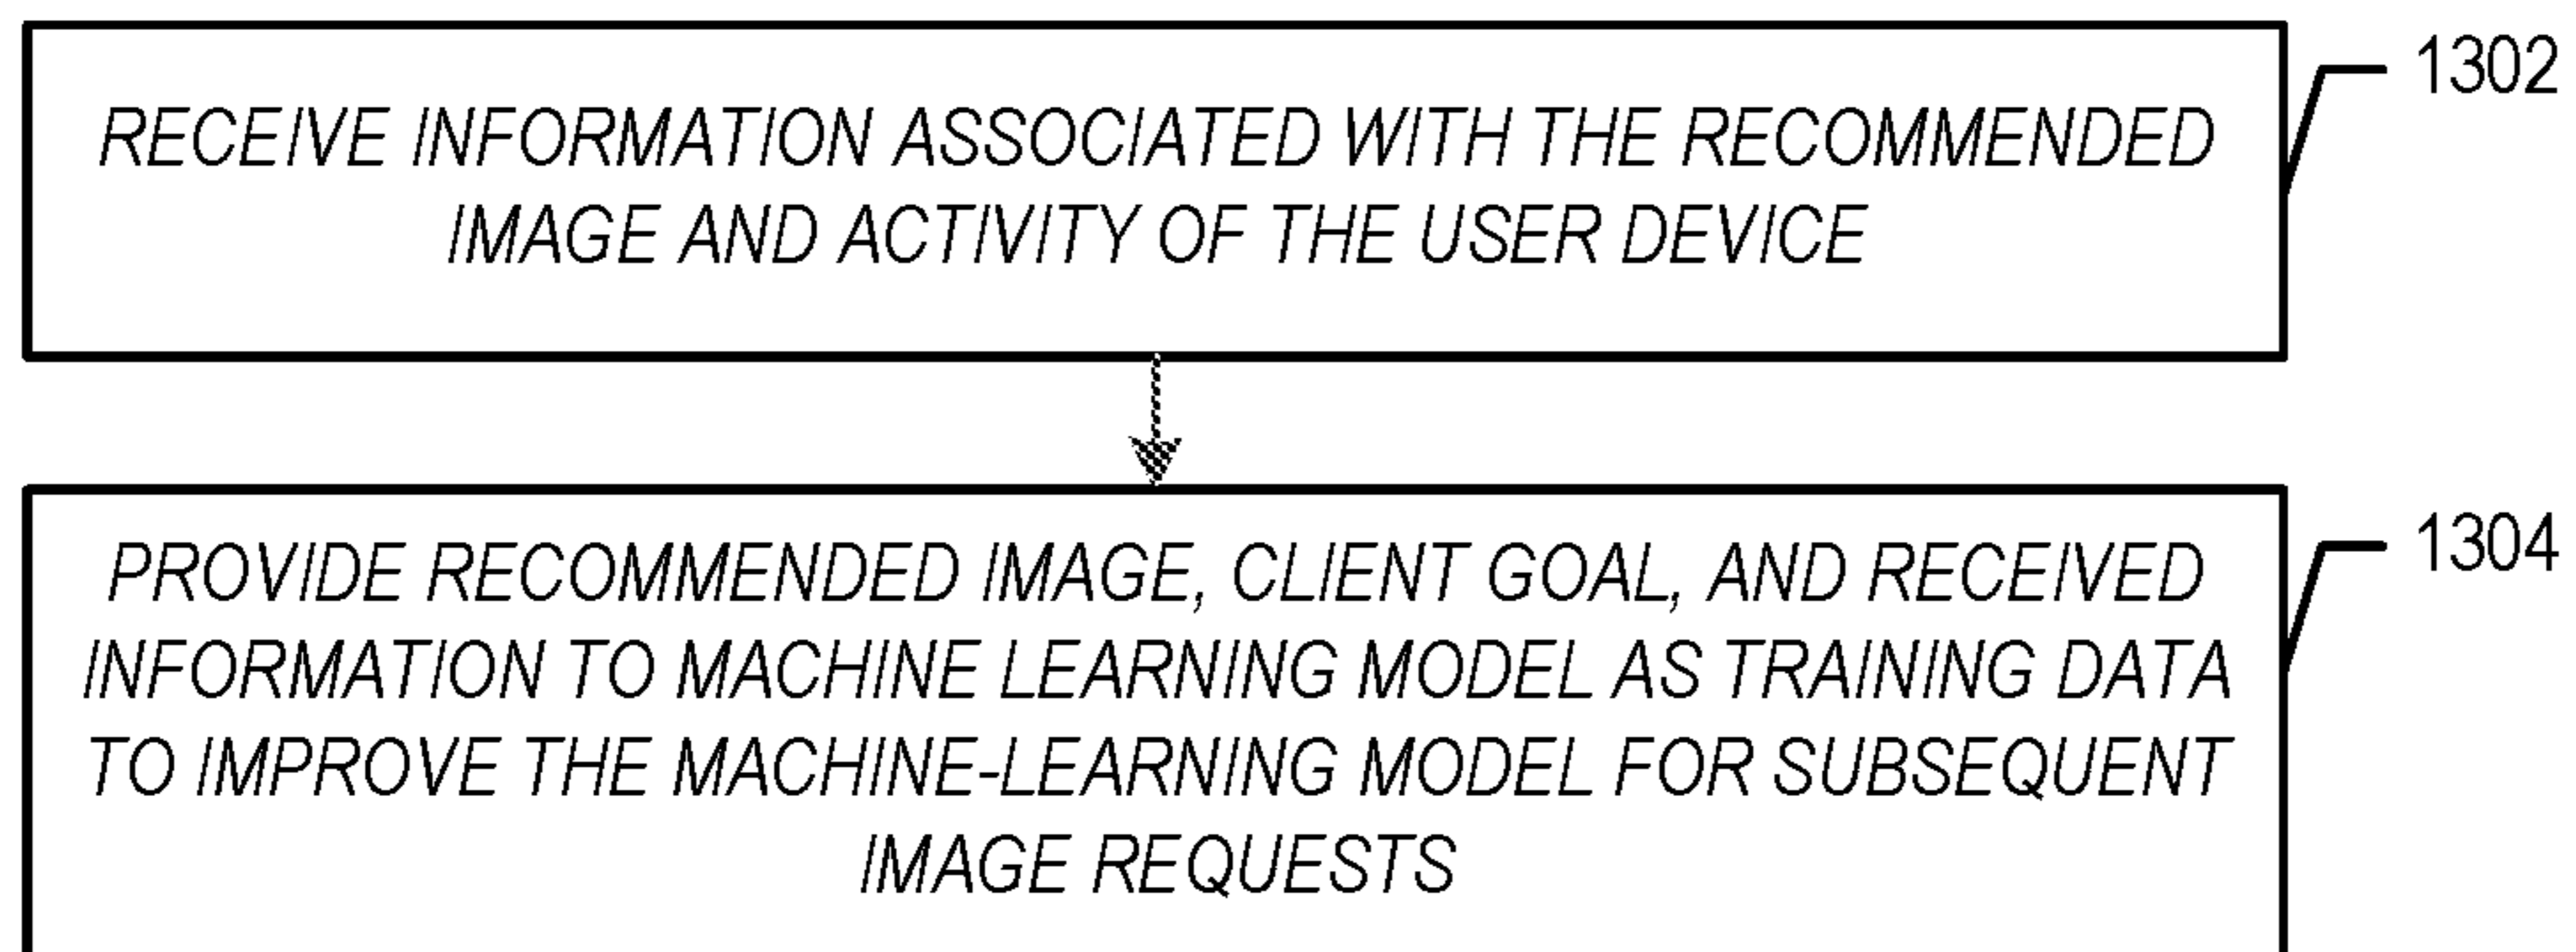 1302
RECEIVE INFORMATION ASSOCIATED WITH THE RECOMMENDED
IMAGE AND ACTIVITY OF THE USER DEVICE
1304
PROVIDE RECOMMENDED IMAGE, CLIENT GOAL, AND RECEIVED
INFORMATION TO MACHINE LEARNING MODEL AS TRAINING DATA
TO IMPROVE THE MACHINE-LEARNING MODEL FOR SUBSEQUENT
IMAGE REQUESTS